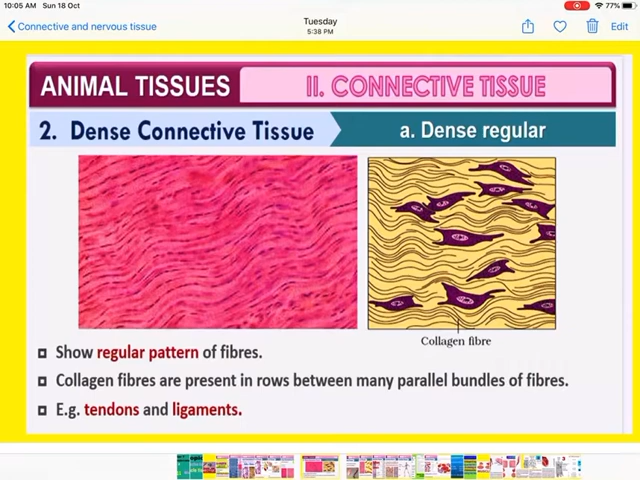 10:05 AM Sun 18 Oct
77%
Connective and nervous tissue
Tuesday
5:38 PM
Edit
ANIMAL TISSUES
II. CONNECTIVE TISSUE
2. Dense Connective Tissue
a. Dense regular
Collagen fibre
Show regular pattern of fibres.
Collagen fibres are present in rows between many parallel bundles of fibres.
E.g. tendons and ligaments.